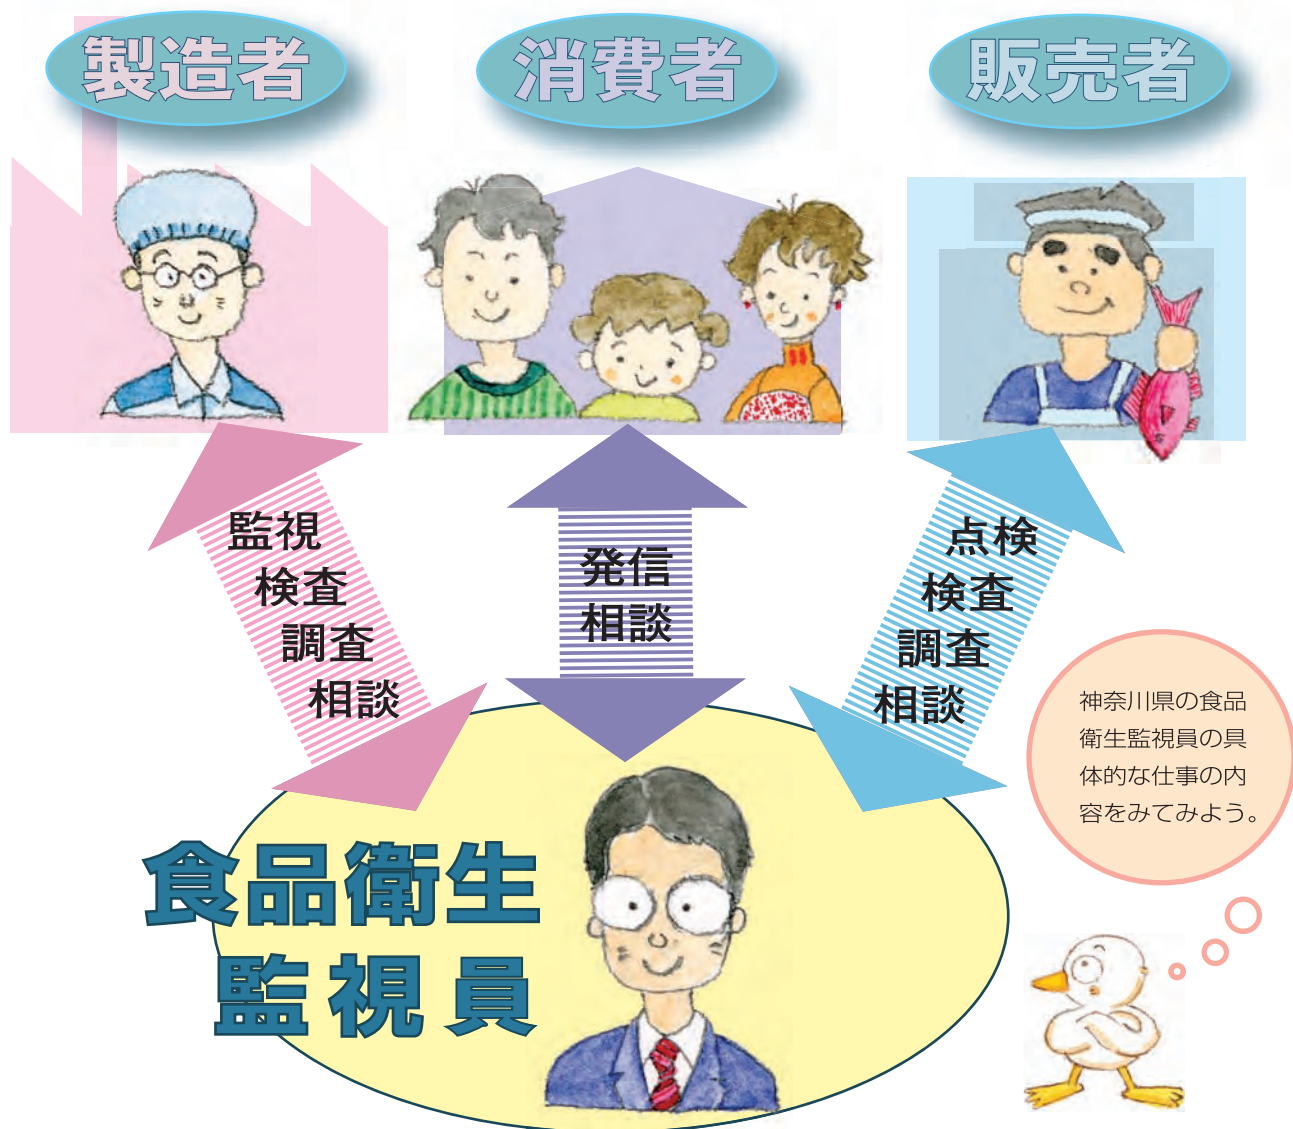 製造者
消費者
販売者
監視
検査
調査
相談
発信
相談
点検
検査
調査
相談
神奈川県の食品
衛生監視員の具
体的な仕事の内
容をみてみよう。
食品衛生
監視員